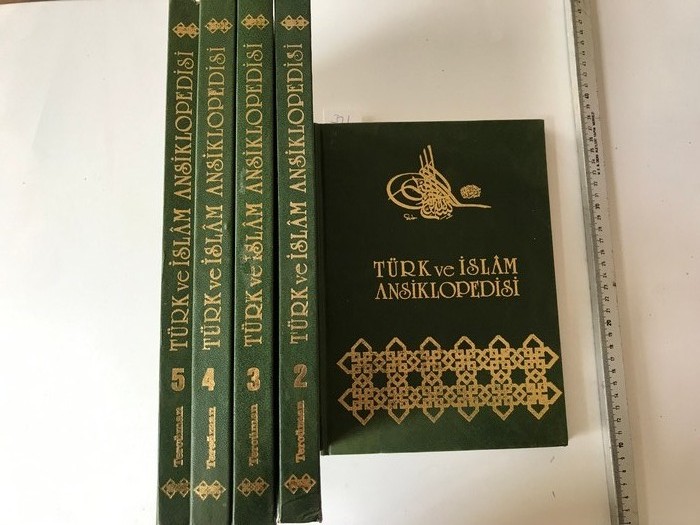 TÜRK ve İSLÂM ANSİKLOPEDİSİ
5
Tercüman
TÜRK ve İSLÂM ANSİKLOPEDİSİ
4
Tercüman
TÜRK ve İSLÂM ANSİKLOPEDİSİ
3
Tercüman
TÜRK ve İSLÂM ANSİKLOPEDİSİ
2
Tercüman
TÜRK ve İSLÂM
ANSİKLOPEDİSİ